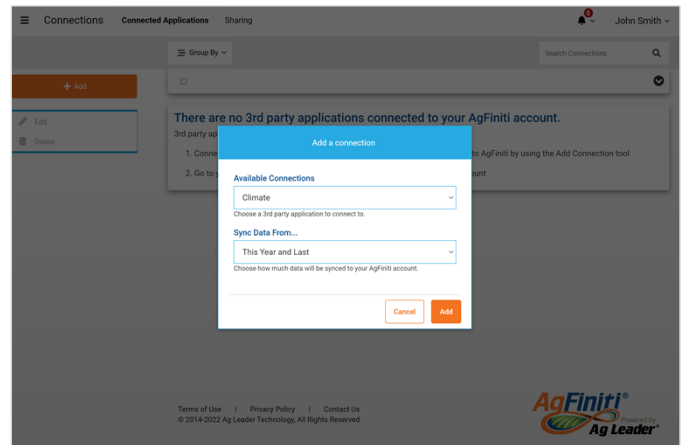 Connections Connected Applications Sharing John Smith
Group By Search Connections
+ Add
Edit
Delete
There are no 3rd party applications connected to your AgFiniti account.
3rd party ap
1. Conne to AgFiniti by using the Add Connection tool
2. Go to y unt
Add a connection
Available Connections
Climate
Choose a 3rd party application to connect to.
Sync Data From...
This Year and Last
Choose how much data will be synced to your AgFiniti account.
Cancel Add
Terms of Use | Privacy Policy | Contact Us
© 2014-2022 Ag Leader Technology, All Rights Reserved
AgFiniti®
Powered By
Ag Leader®